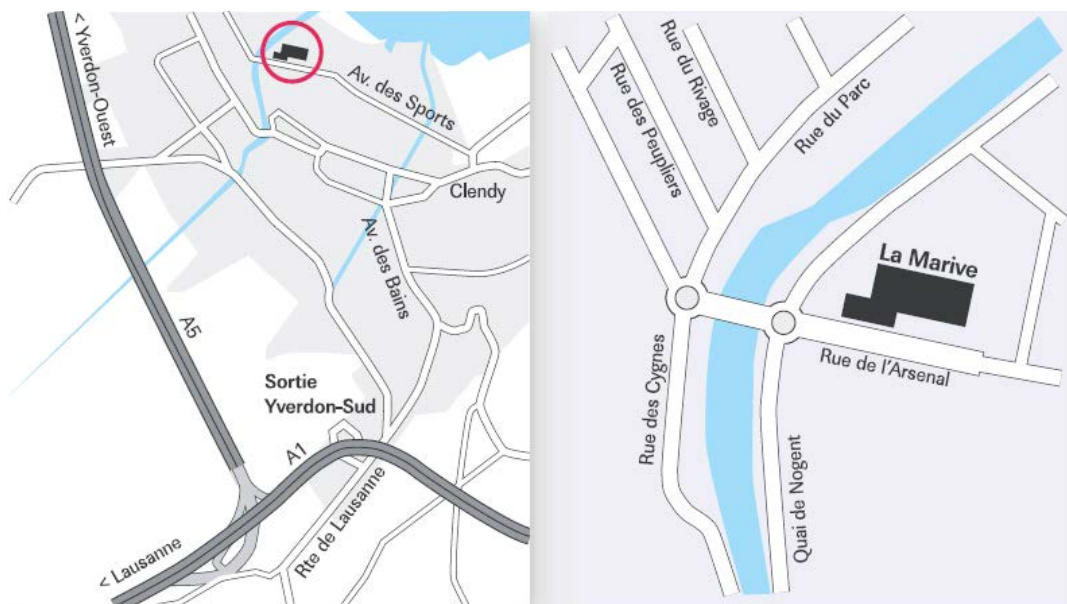 < Yverdon-Ouest
Av. des Sports
Clendy
Av. des Bains
A5
Sortie
Yverdon-Sud
A1
< Lausanne
Rte de Lausanne
Rue du Rivage
Rue des Peupliers
Rue du Parc
La Marive
Rue de l'Arsenal
Rue des Cygnes
Quai de Nogent